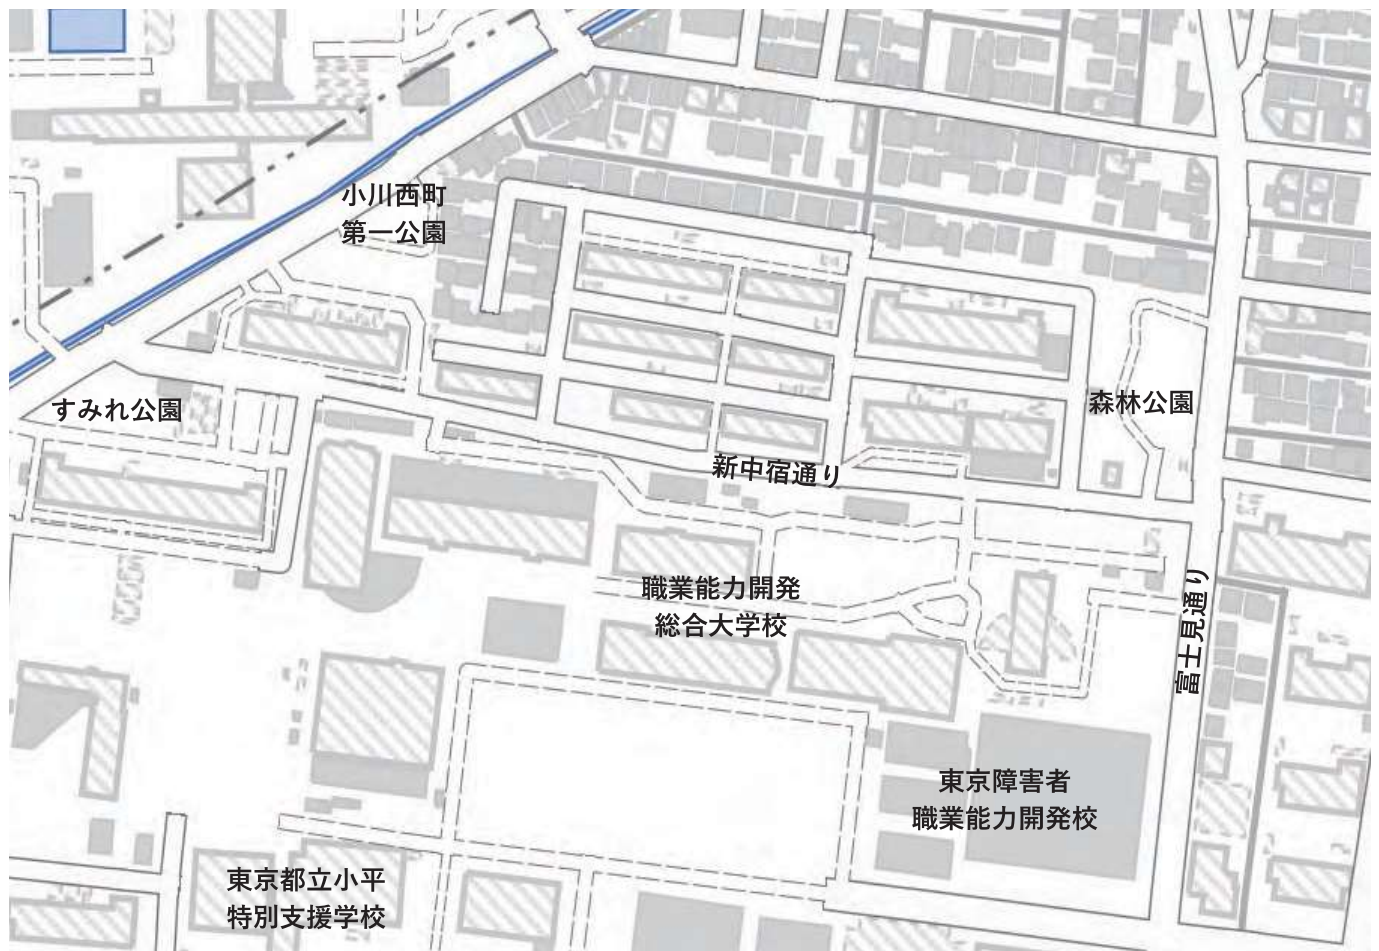 小川西町
第一公園
すみれ公園
森林公園
新中宿通り
職業能力開発
総合大学校
富士見通り
東京障害者
職業能力開発校
東京都立小平
特別支援学校